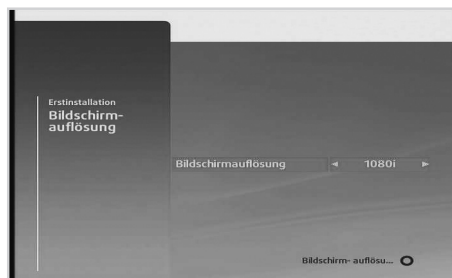 Erstinstallation
Bildschirm-
auflösung
Bildschirmauflösung ◄ 1080i ►
Bildschirm- auflösu...